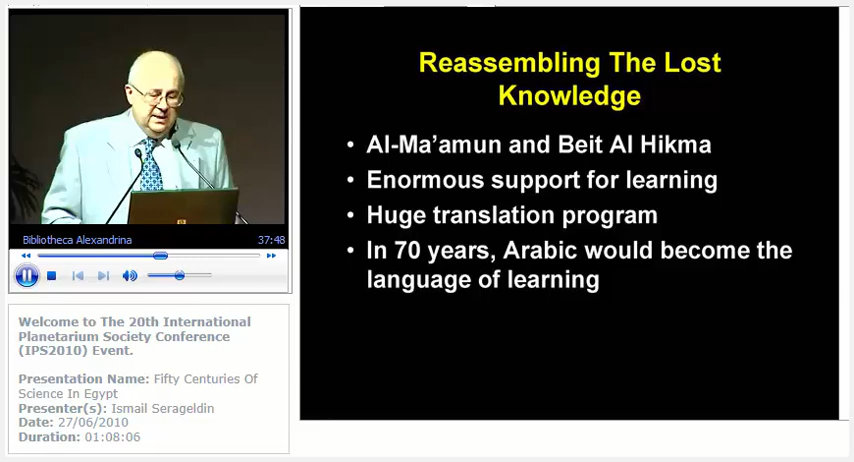 Bibliotheca Alexandrina 37:48
Welcome to The 20th International
Planetarium Society Conference
(IPS2010) Event.
Presentation Name: Fifty Centuries Of
Science In Egypt
Presenter(s): Ismail Serageldin
Date: 27/06/2010
Duration: 01:08:06
Reassembling The Lost
Knowledge
• Al-Ma’amun and Beit Al Hikma
• Enormous support for learning
• Huge translation program
• In 70 years, Arabic would become the
language of learning